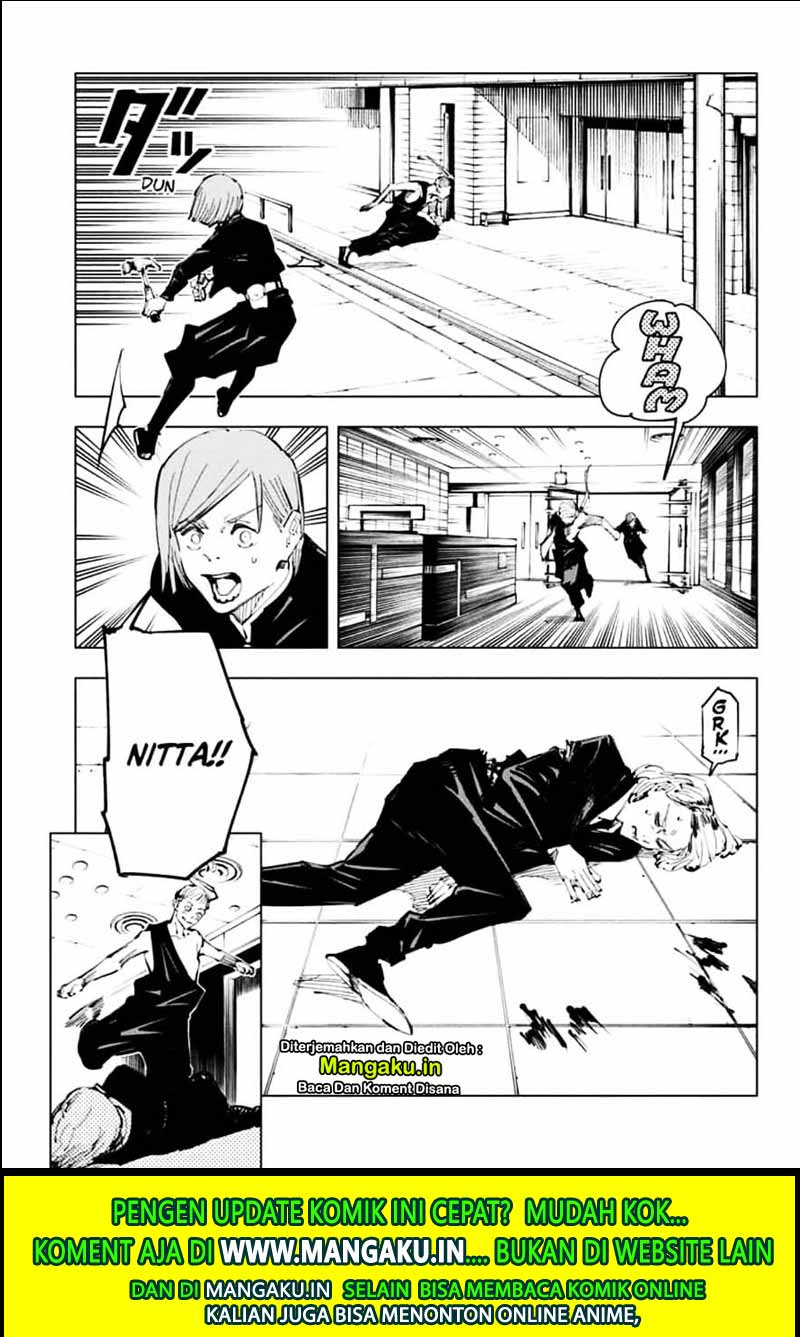 ダッ
DUN
WHAM
NITTA!!
GRK...
Diterjemahkan dan Diedit Oleh :
Mangaku.in
Baca Dan Koment Disana
PENGEN UPDATE KOMIK INI CEPAT? MUDAH KOK...
KOMENT AJA DI WWW.MANGAKU.IN.... BUKAN DI WEBSITE LAIN
DAN DI MANGAKU.IN SELAIN BISA MEMBACA KOMIK ONLINE
KALIAN JUGA BISA MENONTON ONLINE ANIME,